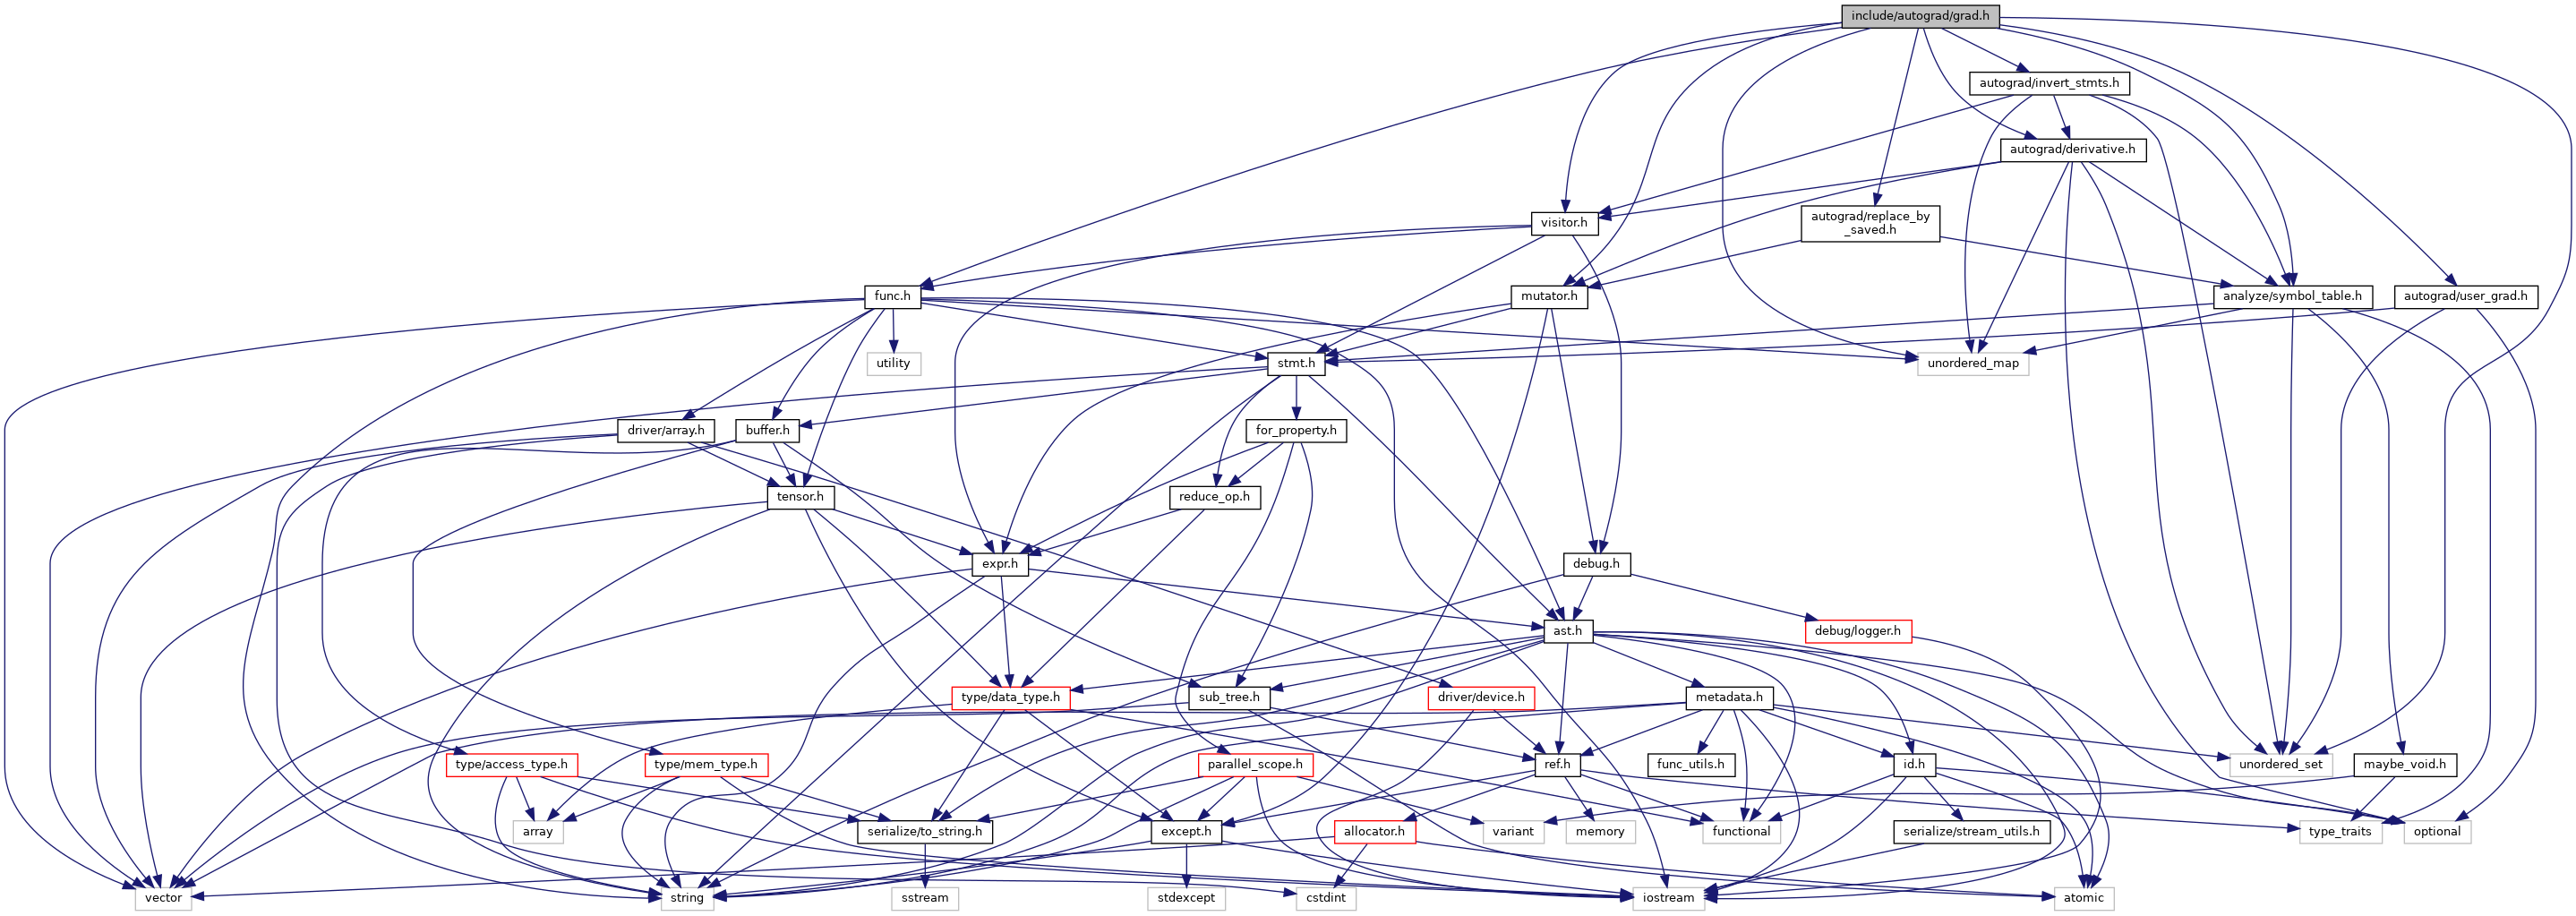 include/autograd/grad.h
autograd/invert_stmts.h
autograd/derivative.h
visitor.h
autograd/replace_by
_saved.h
func.h
mutator.h
analyze/symbol_table.h
autograd/user_grad.h
utility
stmt.h
unordered_map
driver/array.h
buffer.h
for_property.h
tensor.h
reduce_op.h
expr.h
debug.h
ast.h
debug/logger.h
type/data_type.h
sub_tree.h
driver/device.h
metadata.h
type/access_type.h
type/mem_type.h
parallel_scope.h
ref.h
func_utils.h
id.h
unordered_set
maybe_void.h
array
serialize/to_string.h
except.h
allocator.h
variant
memory
functional
serialize/stream_utils.h
type_traits
optional
vector
string
sstream
stdexcept
cstdint
iostream
atomic